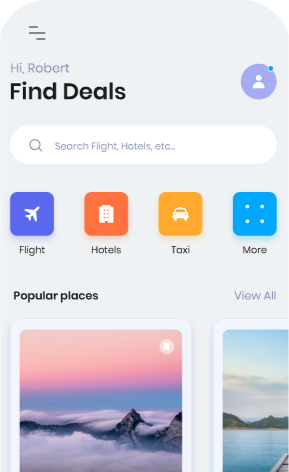 Hi, Robert
Find Deals
Search Flight, Hotels, etc..,
Flight Hotels Taxi More
Popular places View All